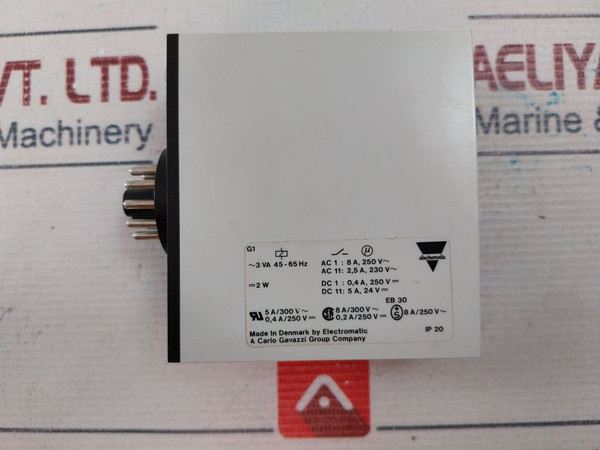 VT. LTD.
Machinery
AELIYA
Marine &
G1
~3 VA 45-65 Hz
⎓ 2 W
µ
AC 1 : 8 A, 250 V~
AC 11: 2,5 A, 230 V~
DC 1 : 0,4 A, 250 V⎓
DC 11: 5 A, 24 V⎓
electromatic
EB 30
5 A/300 V~
0,4 A/250 V⎓
8 A/300 V~
0,2 A/250 V⎓
8 A/250 V~
Made in Denmark by Electromatic
A Carlo Gavazzi Group Company
IP 20